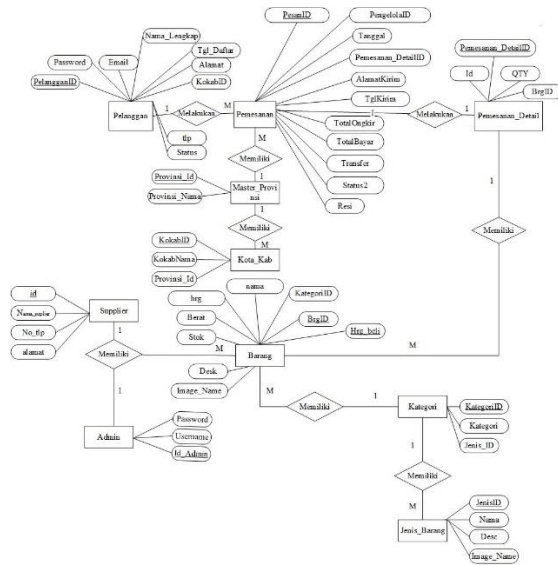 Nama_Lengkap
Tgl_Daftar
Password
Email
Alamat
PelangganID
KokabID
Pelanggan
1
Melakukan
M
tlp
Status
PesanID
PengelolaID
Tanggal
Pemesanan_DetailID
AlamatKirim
TglKirim
Pemesanan
1
Melakukan
1
TotalOngkir
TotalBayar
Transfer
Status2
Resi
Pemesanan_DetailID
Id
QTY
BrgID
Pemesanan_Detail
M
Memiliki
1
Provinsi_Id
Provinsi_Nama
Master_Provi
nsi
1
Memiliki
M
KokabID
KokabNama
Provinsi_Id
Kota_Kab
1
Memiliki
M
id
No_tlp
alamat
Supplier
1
Memiliki
M
1
Admin
Password
Username
Id_Admin
nama
hrg
KategoriID
Berat
BrgID
Stok
Hrg_beli
Barang
Desk
Image_Name
M
Memiliki
1
Kategori
KategoriID
Kategori
Jenis_ID
1
Memiliki
M
Jenis_Barang
JenisID
Nama
Desc
Image_Name